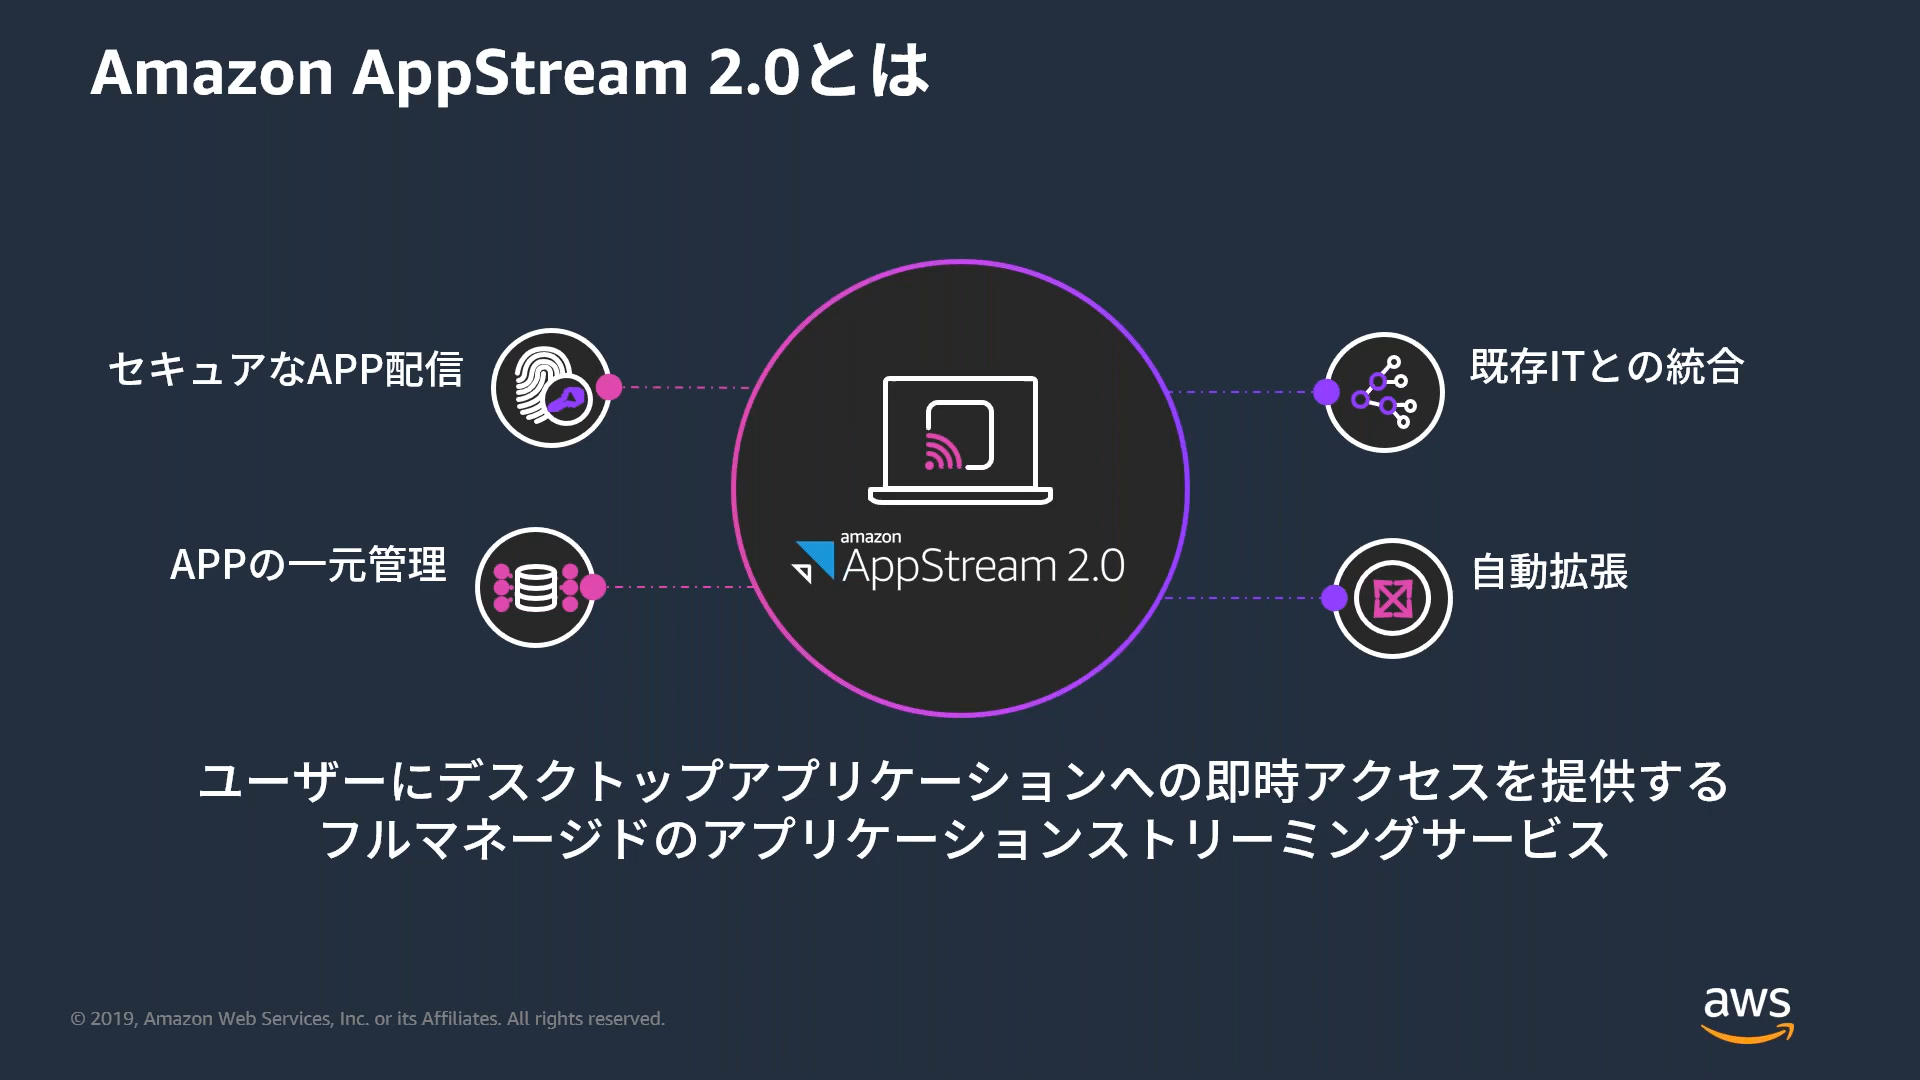 Amazon AppStream 2.0とは
セキュアなAPP配信
既存ITとの統合
APPの一元管理
自動拡張
amazon
AppStream 2.0
ユーザーにデスクトップアプリケーションへの即時アクセスを提供する
フルマネージドのアプリケーションストリーミングサービス
© 2019, Amazon Web Services, Inc. or its Affiliates. All rights reserved.
aws